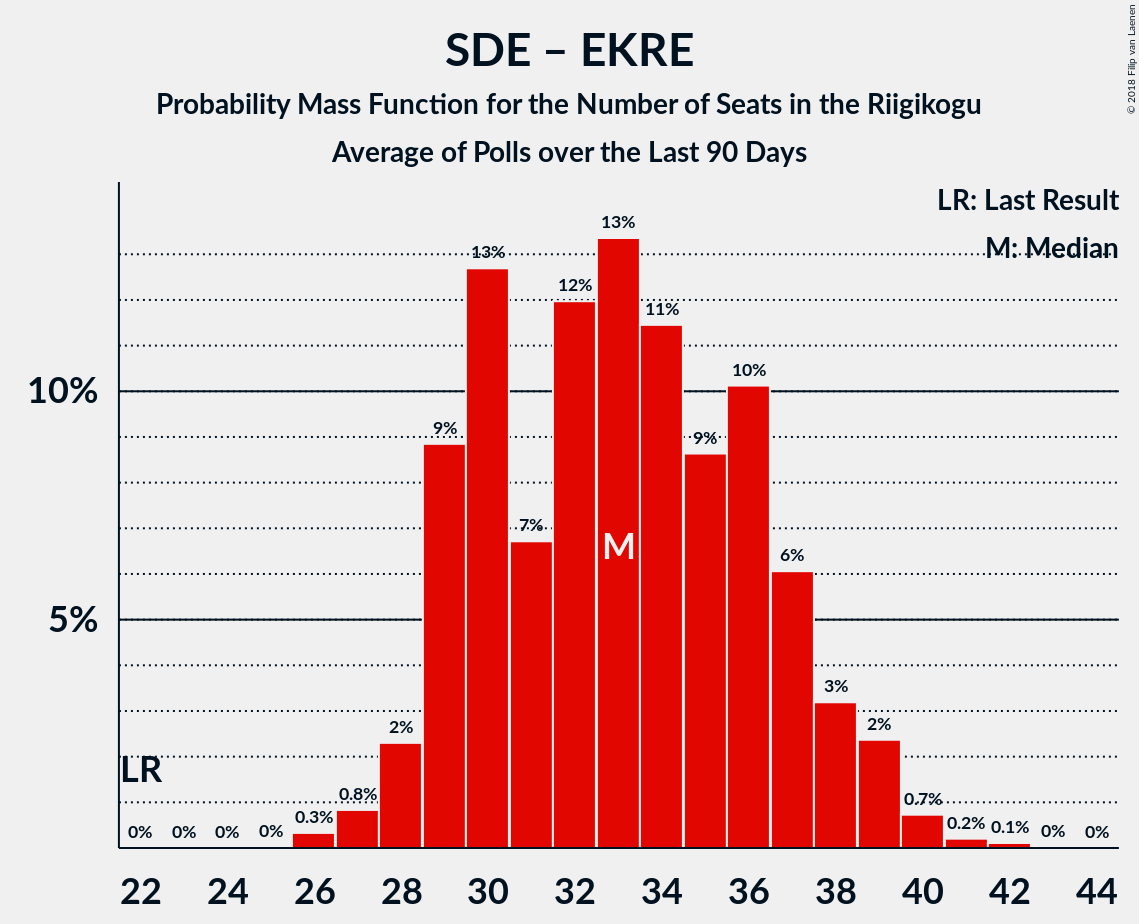 SDE – EKRE
Probability Mass Function for the Number of Seats in the Riigikogu
Average of Polls over the Last 90 Days
© 2018 Filip van Laenen
LR: Last Result
M: Median
10%
5%
0% 0% 0% 0% 0.3% 0.8% 2% 9% 13% 7% 12% 13% 11% 9% 10% 6% 3% 2% 0.7% 0.2% 0.1% 0% 0%
LR
M
22 24 26 28 30 32 34 36 38 40 42 44